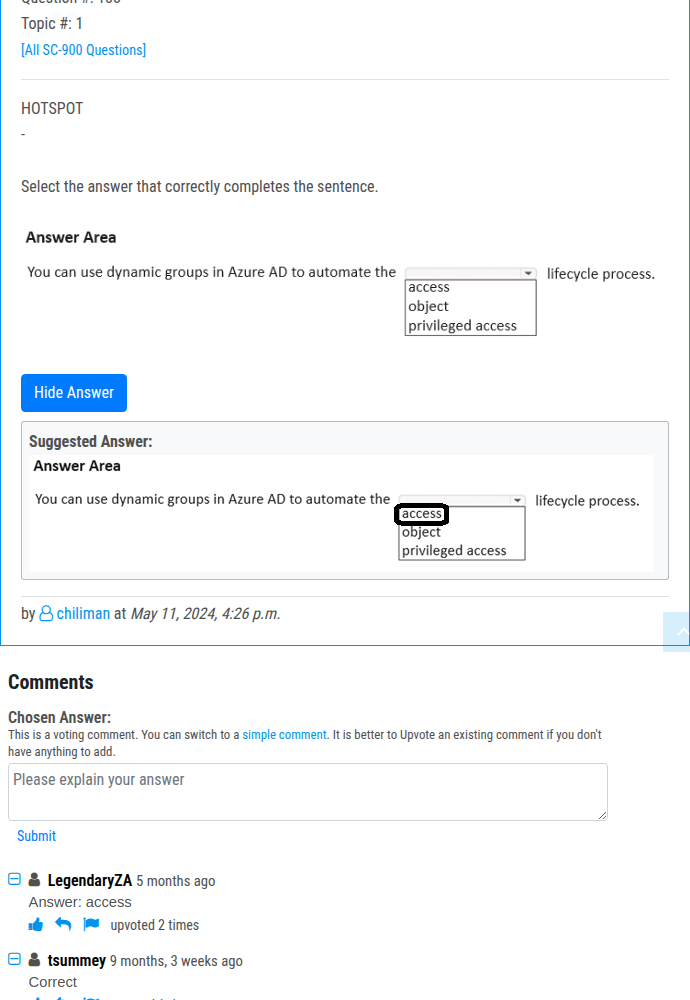 Topic #: 1
[All SC-900 Questions]
HOTSPOT
-
Select the answer that correctly completes the sentence.
Answer Area
You can use dynamic groups in Azure AD to automate the lifecycle process.
access
object
privileged access
Hide Answer
Suggested Answer:
Answer Area
You can use dynamic groups in Azure AD to automate the lifecycle process.
access
object
privileged access
by chiliman at May 11, 2024, 4:26 p.m.
Comments
Chosen Answer:
This is a voting comment. You can switch to a simple comment. It is better to Upvote an existing comment if you don't
have anything to add.
Please explain your answer
Submit
LegendaryZA 5 months ago
Answer: access
upvoted 2 times
tsummey 9 months, 3 weeks ago
Correct